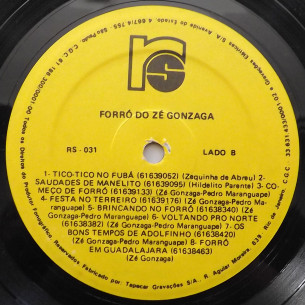 rs
FORRÓ DO ZÉ GONZAGA
RS - 031
LADO B
1- TICO-TICO NO FUBÁ (61639052) (Zequinha de Abreu) 2-
SAUDADES DE MANELITO (61639095) (Hildelito Parente) 3- CO-
MEÇO DE FORRÓ (61639133) (Zé Gonzaga-Pedro Maranguape)
4- FESTA NO TERREIRO (61639176) (Zé Gonzaga-Pedro Ma-
ranguape) 5- BRINCANDO NO FORRÓ (61638340) (Zé
Gonzaga-Pedro Maranguape) 6- VOLTANDO PRO NORTE
(61638382) (Zé Gonzaga-Pedro Maranguape) 7- OS
BONS TEMPOS DE ADOLFINHO (61638420)
(Zé Gonzaga-Pedro Maranguape) 8- FORRÓ
EM GUADALAJARA (61638463)
(Zé Gonzaga)
Reservados Fabricado por: Tapecar Gravações S/A. R. Aguiar Moreira